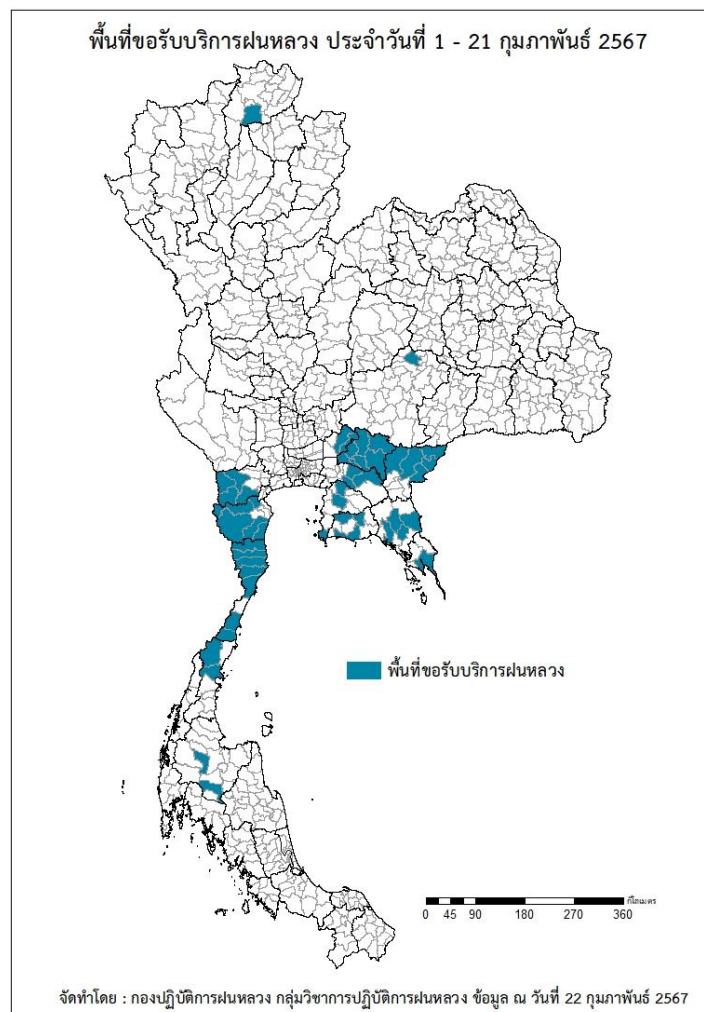 พื้นที่ขอรับบริการฝนหลวง ประจำวันที่ 1 - 21 กุมภาพันธ์ 2567
พื้นที่ขอรับบริการฝนหลวง
กิโลเมตร
0 45 90 180 270 360
จัดทำโดย : กองปฏิบัติการฝนหลวง กลุ่มวิชาการปฏิบัติการฝนหลวง ข้อมูล ณ วันที่ 22 กุมภาพันธ์ 2567